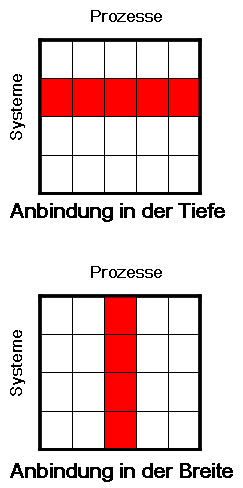 Prozesse
Systeme
Anbindung in der Tiefe
Prozesse
Systeme
Anbindung in der Breite